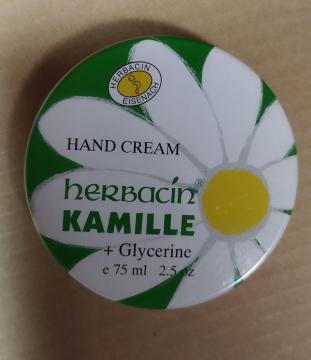 HERBACIN
EISENACH
HAND CREAM
herbacin®
KAMILLE
+ Glycerine
e 75 ml 2.5 oz